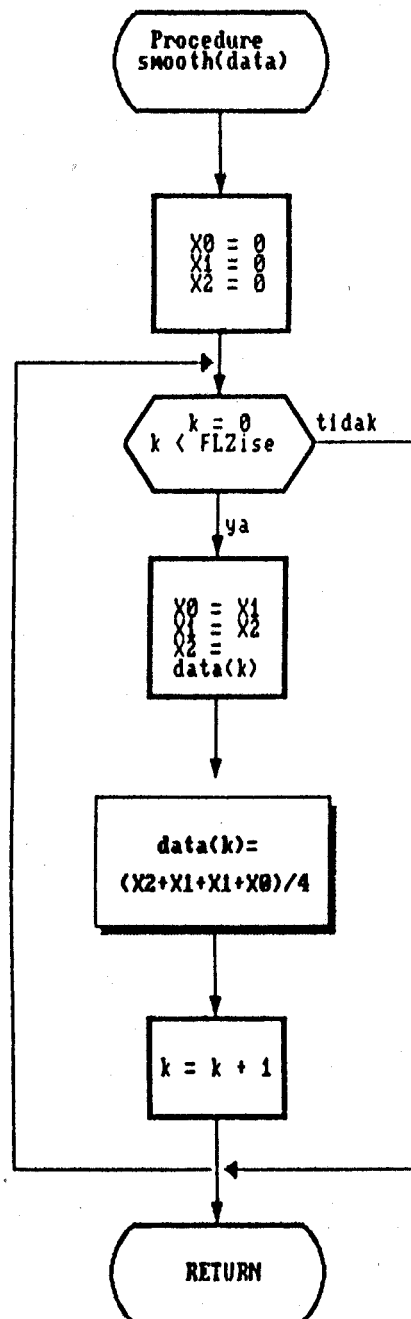 Procedure
smooth(data)
X0 = 0
X1 = 0
X2 = 0
k = 0
k < FLZise
tidak
ya
X0 = X1
X1 = X2
X2 =
data(k)
data(k)=
(X2+X1+X1+X0)/4
k = k + 1
RETURN